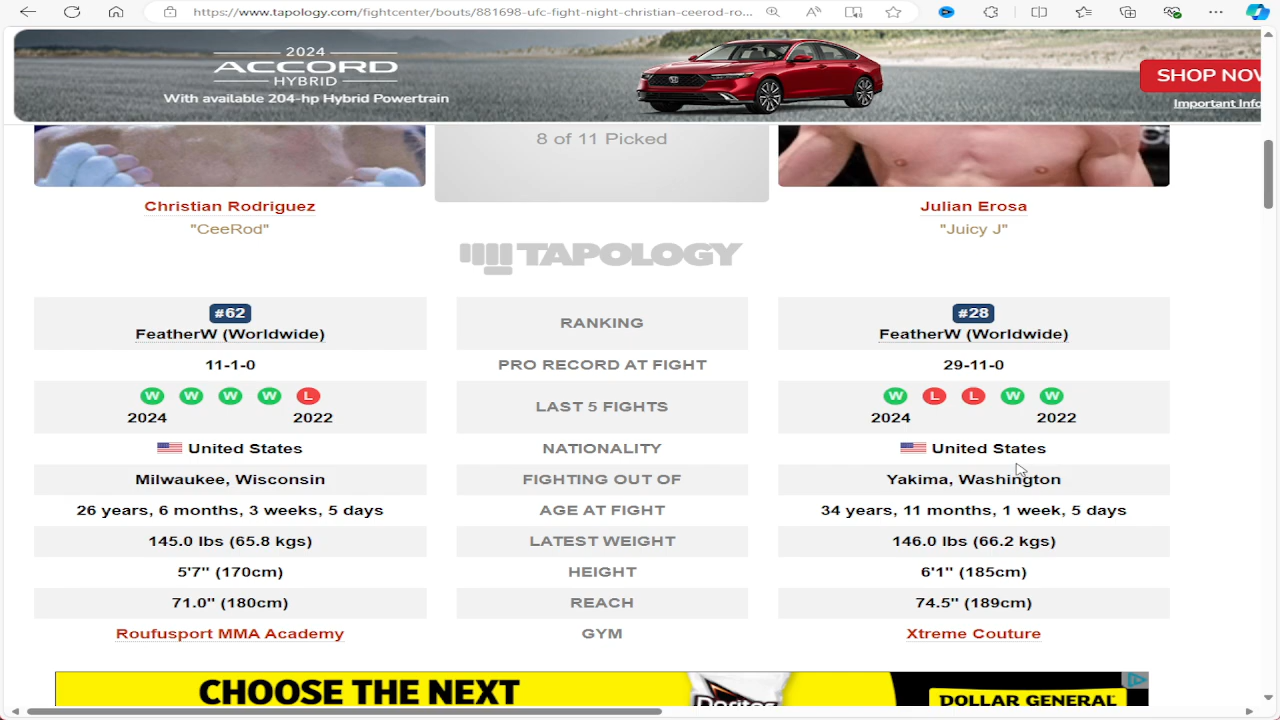 https://www.tapology.com/fightcenter/bouts/881698-ufc-fight-night-christian-ceerod-ro...
2024
ACCORD
HYBRID
With available 204-hp Hybrid Powertrain
SHOP NOW
Important Info
8 of 11 Picked
Christian Rodriguez
Julian Erosa
"CeeRod"
"Juicy J"
TAPOLOGY
#62
FeatherW (Worldwide)
RANKING
#28
FeatherW (Worldwide)
11-1-0
PRO RECORD AT FIGHT
29-11-0
W W W W L
2024 2022
LAST 5 FIGHTS
W L L W W
2024 2022
United States
NATIONALITY
United States
Milwaukee, Wisconsin
FIGHTING OUT OF
Yakima, Washington
26 years, 6 months, 3 weeks, 5 days
AGE AT FIGHT
34 years, 11 months, 1 week, 5 days
145.0 lbs (65.8 kgs)
LATEST WEIGHT
146.0 lbs (66.2 kgs)
5'7" (170cm)
HEIGHT
6'1" (185cm)
71.0" (180cm)
REACH
74.5" (189cm)
Roufusport MMA Academy
GYM
Xtreme Couture
CHOOSE THE NEXT
Doritos
DOLLAR GENERAL